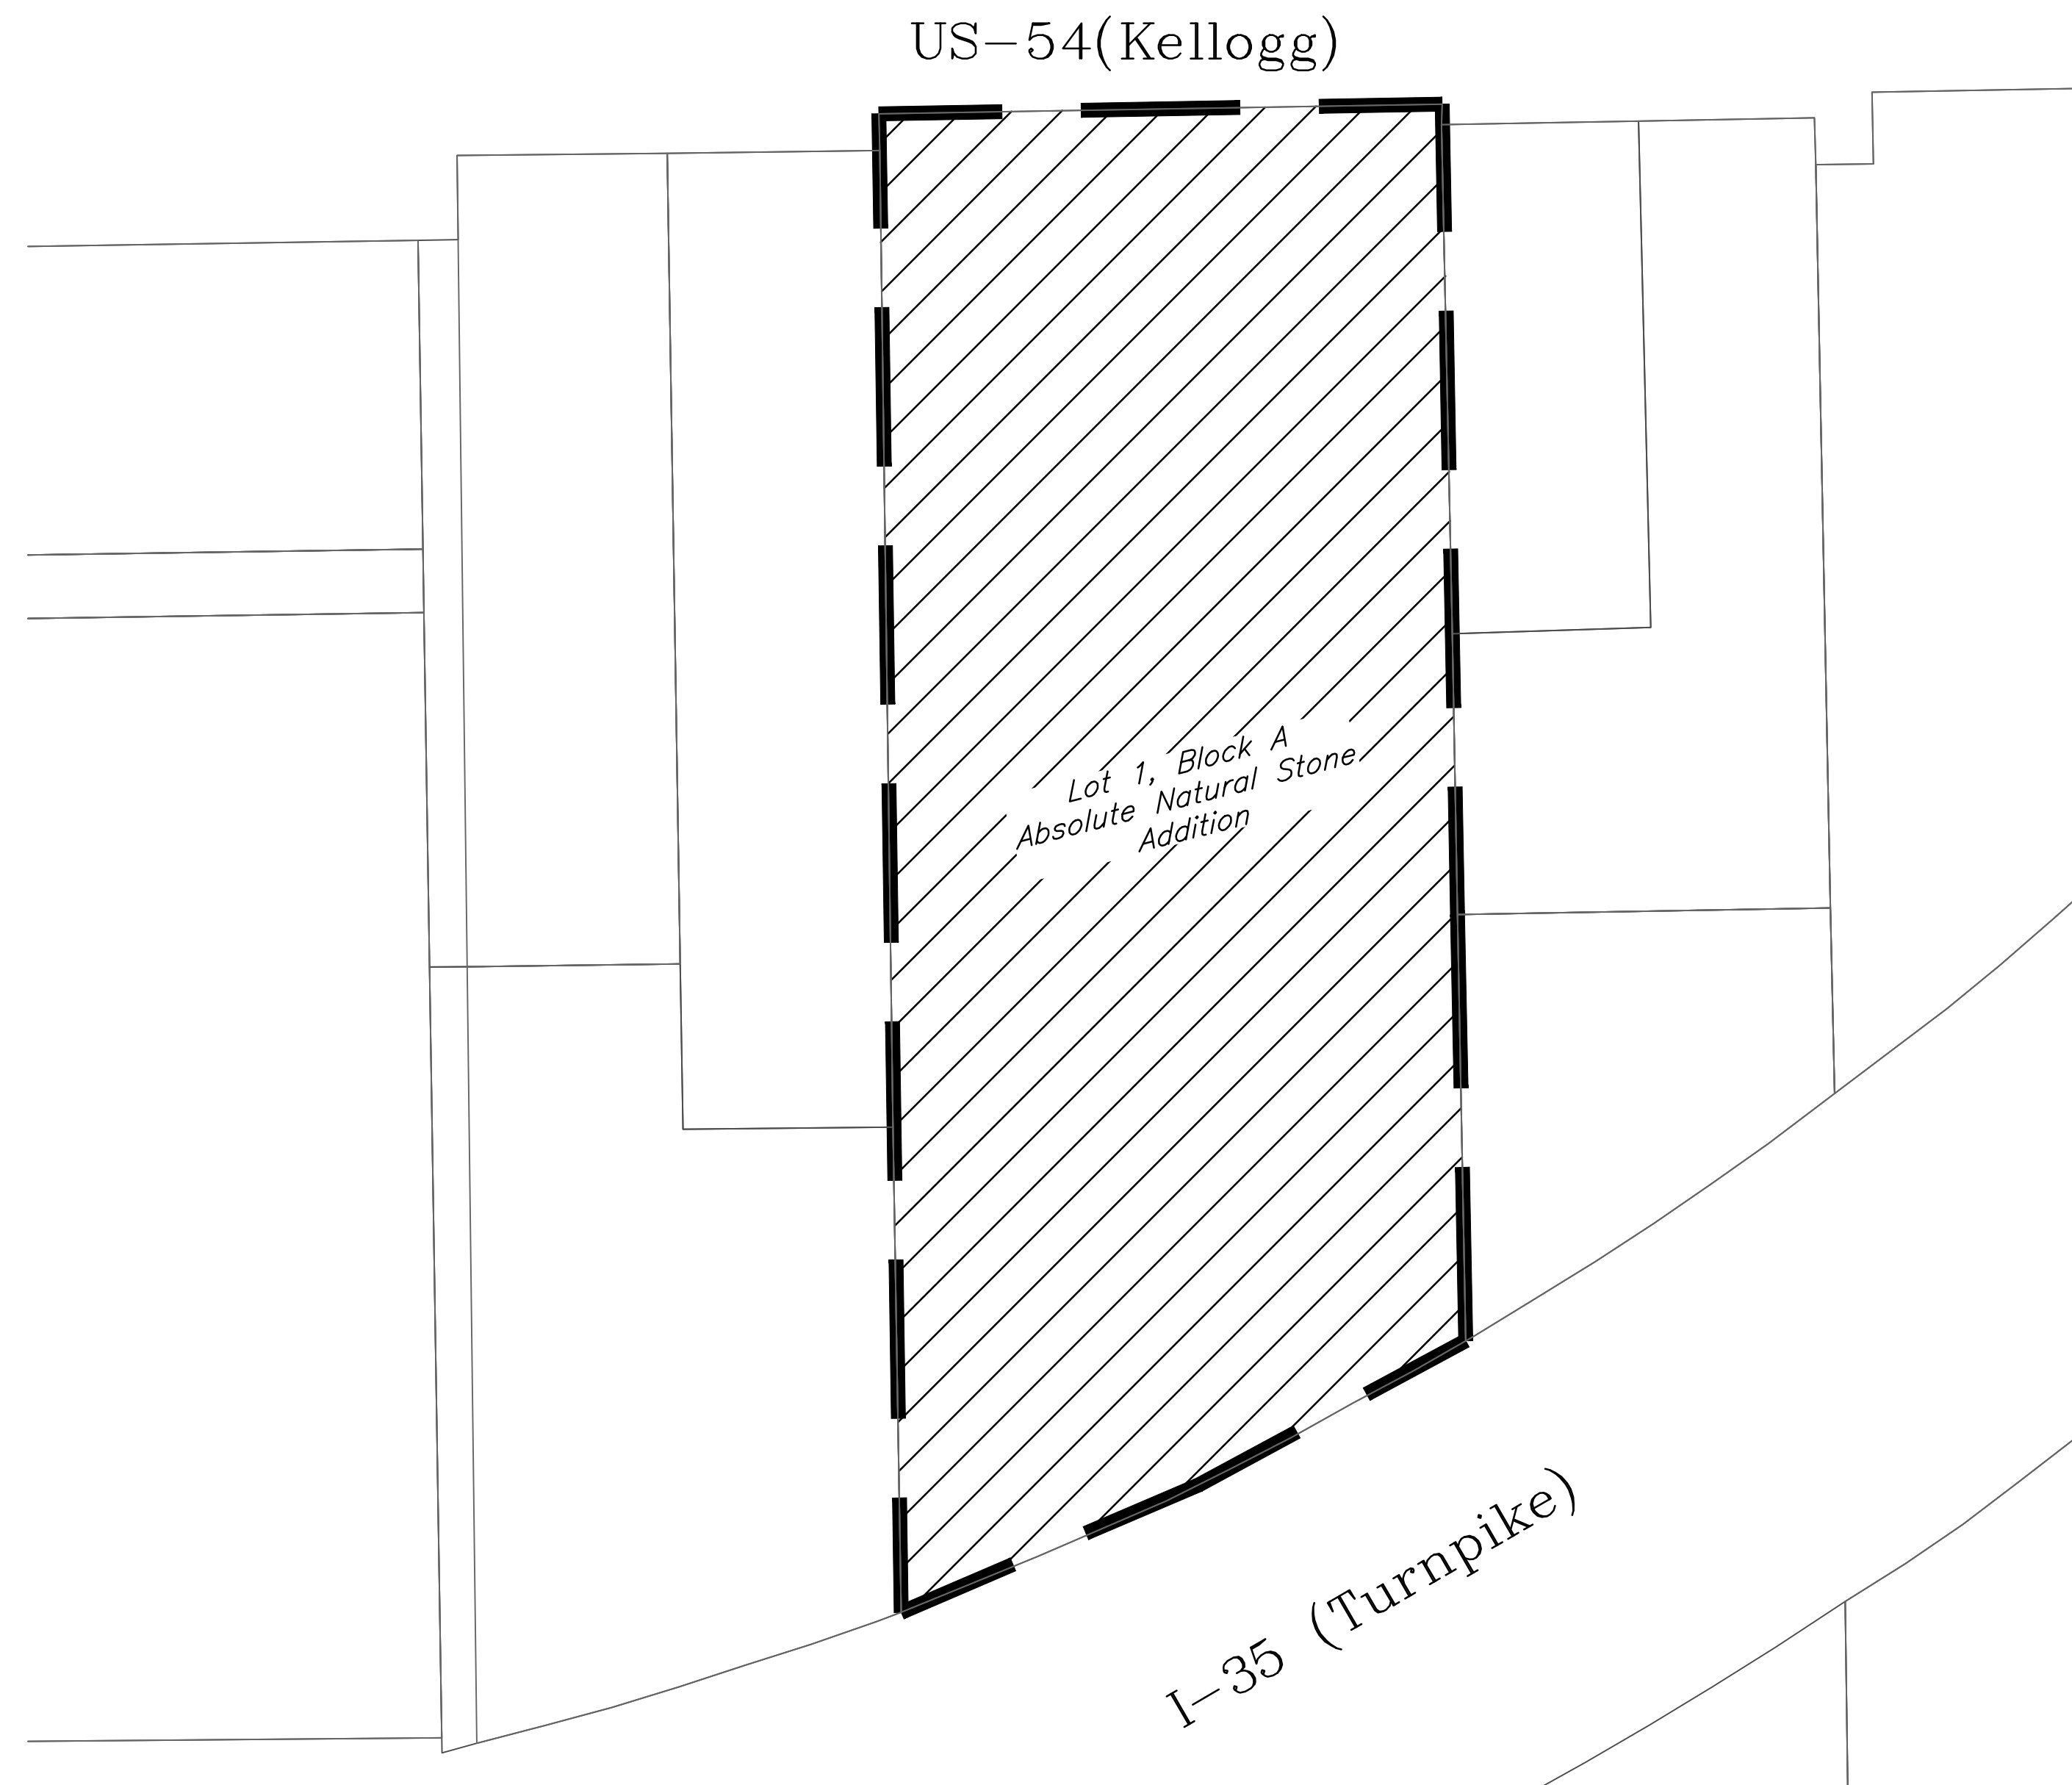 US-54(Kellogg)
Lot 1, Block A
Absolute Natural Stone
Addition
I-35 (Turnpike)